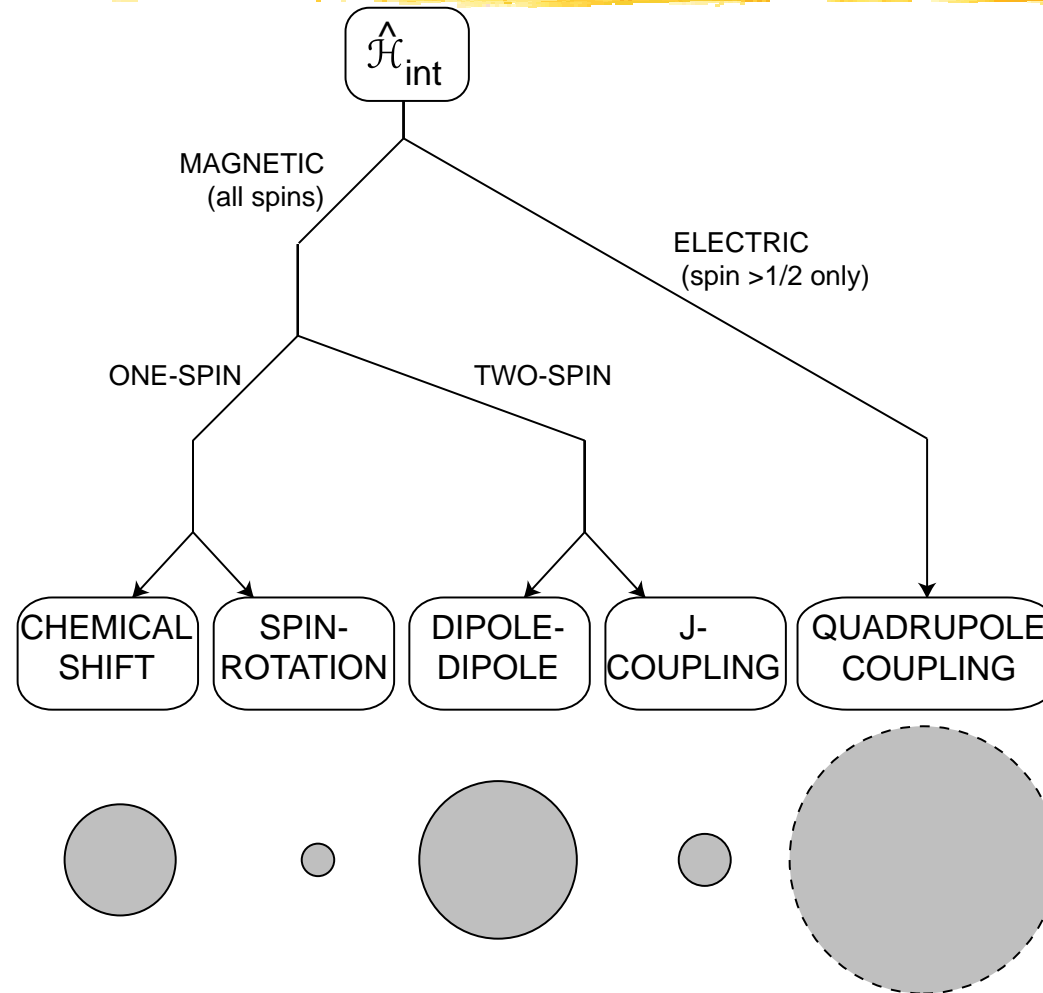 Ĥint
MAGNETIC
(all spins)
ELECTRIC
(spin >1/2 only)
ONE-SPIN
TWO-SPIN
CHEMICAL
SHIFT
SPIN-
ROTATION
DIPOLE-
DIPOLE
J-
COUPLING
QUADRUPOLE
COUPLING